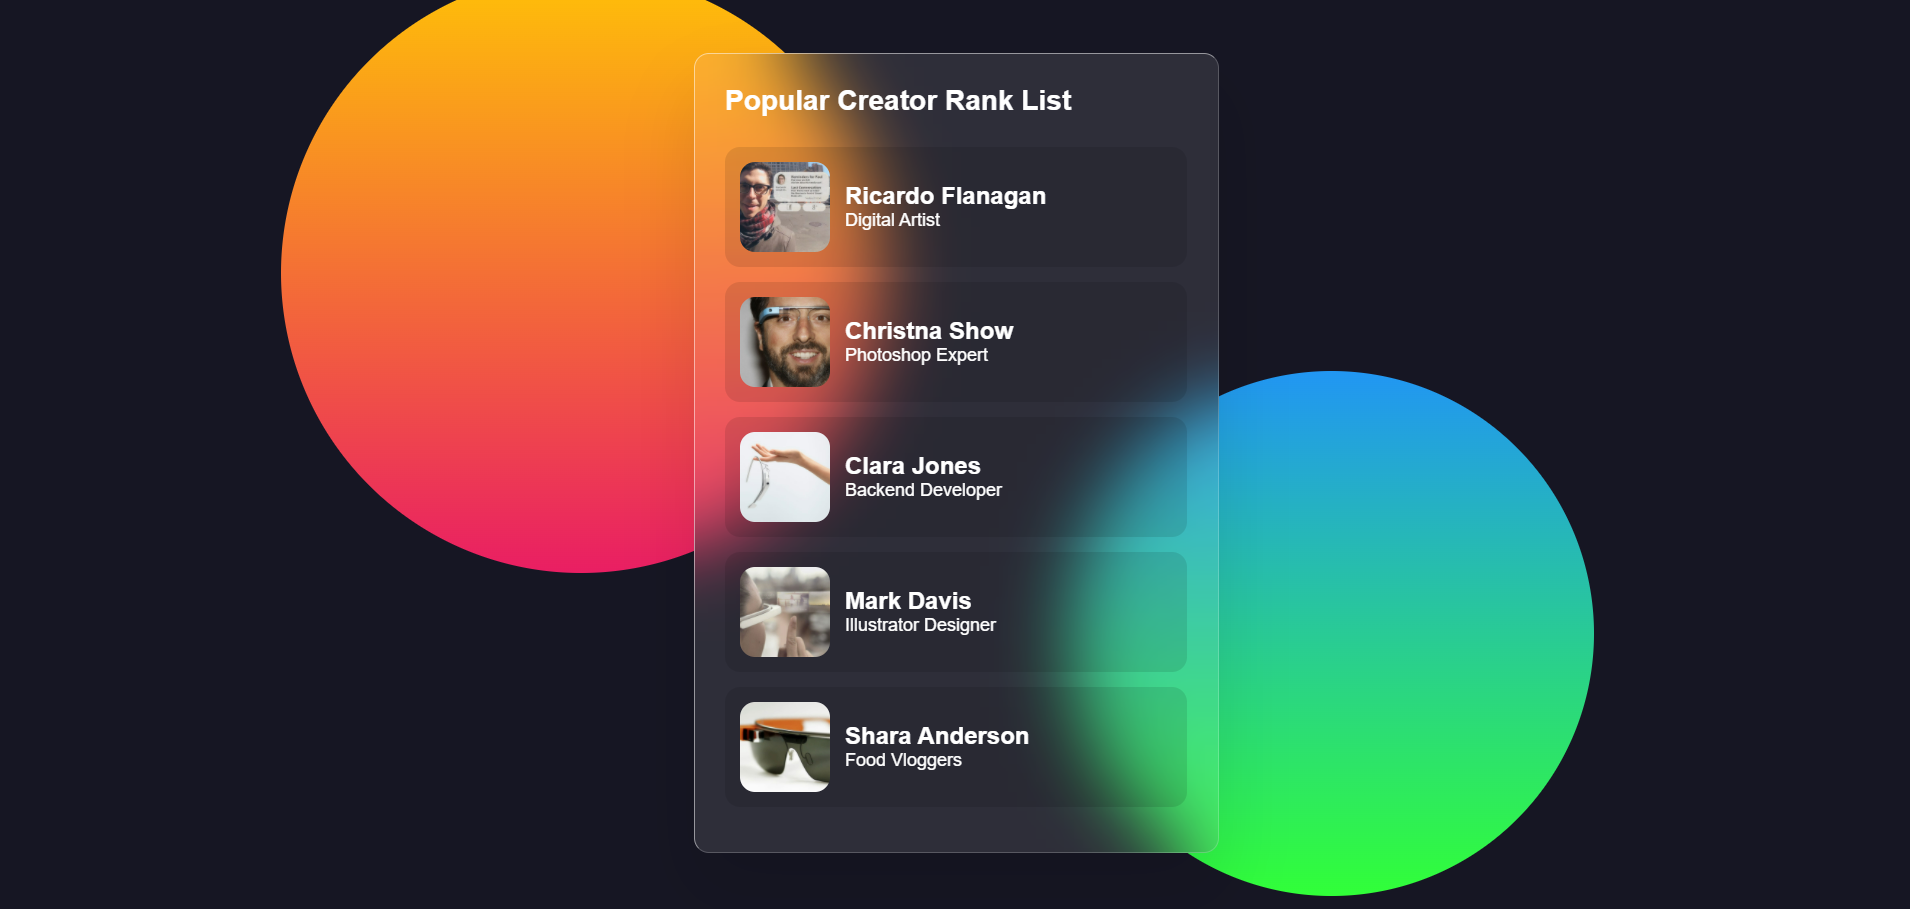 Popular Creator Rank List
Ricardo Flanagan
Digital Artist
Christna Show
Photoshop Expert
Clara Jones
Backend Developer
Mark Davis
Illustrator Designer
Shara Anderson
Food Vloggers